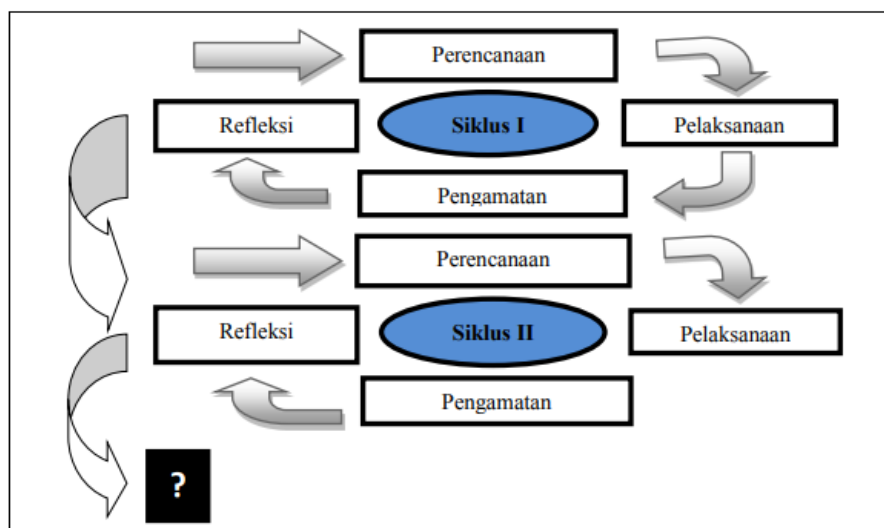 Perencanaan
Refleksi
Siklus I
Pelaksanaan
Pengamatan
Perencanaan
Refleksi
Siklus II
Pelaksanaan
Pengamatan
?